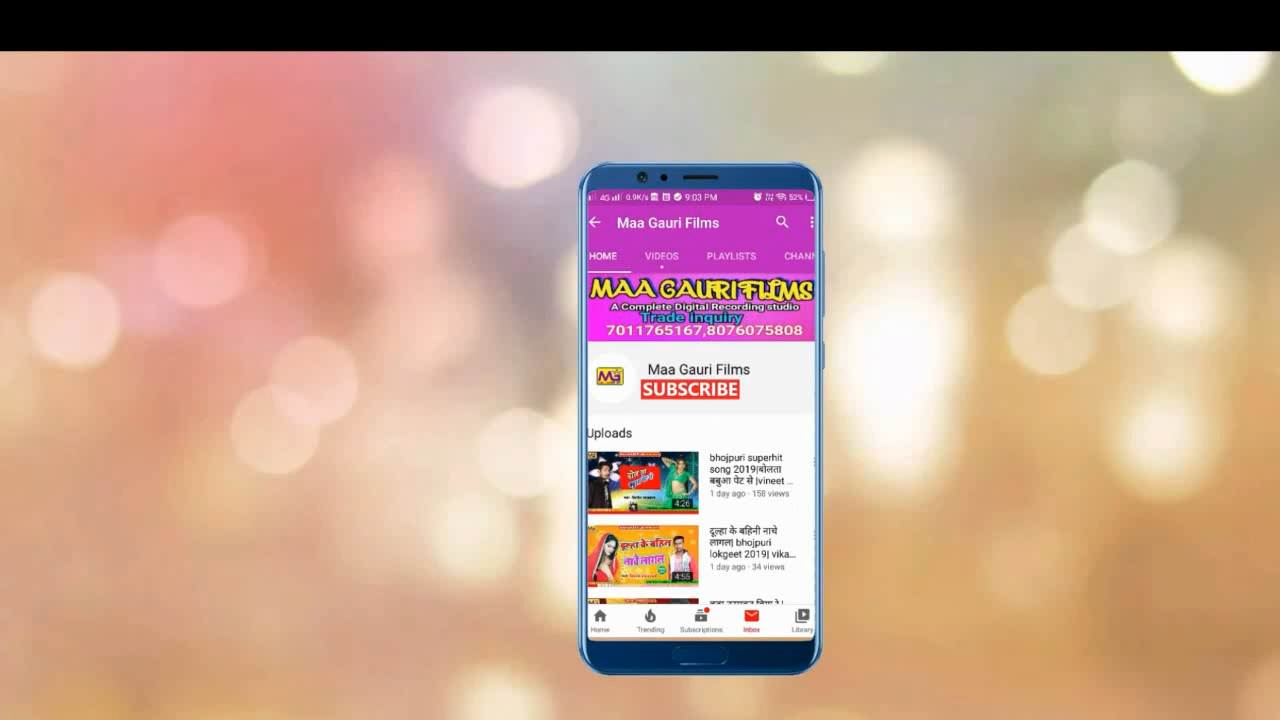 4G 0.9K/s 9:03 PM 52%
Maa Gauri Films
HOME VIDEOS PLAYLISTS CHANN
MAA GAURI FILMS
A Complete Digital Recording studio
Trade inquiry
7011765167,8076075808
MG
Maa Gauri Films
SUBSCRIBE
Uploads
4:26
bhojpuri superhit
song 2019|बोलता
बबुआ पेट से |vineet ...
1 day ago · 158 views
दूल्हा के बहिन
नाचे लागल
4:55
दूल्हा के बहिनी नाचे
लागल| bhojpuri
lokgeet 2019| vika...
1 day ago · 34 views
Home Trending Subscriptions Inbox Library